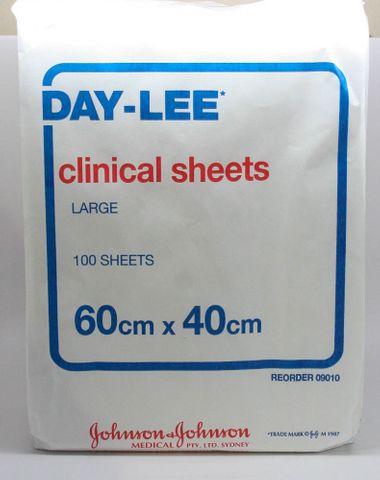 DAY-LEE*
clinical sheets
LARGE
100 SHEETS
60cm x 40cm
REORDER 09010
Johnson & Johnson
MEDICAL PTY. LTD. SYDNEY
*TRADE MARK © J&J - M 1987